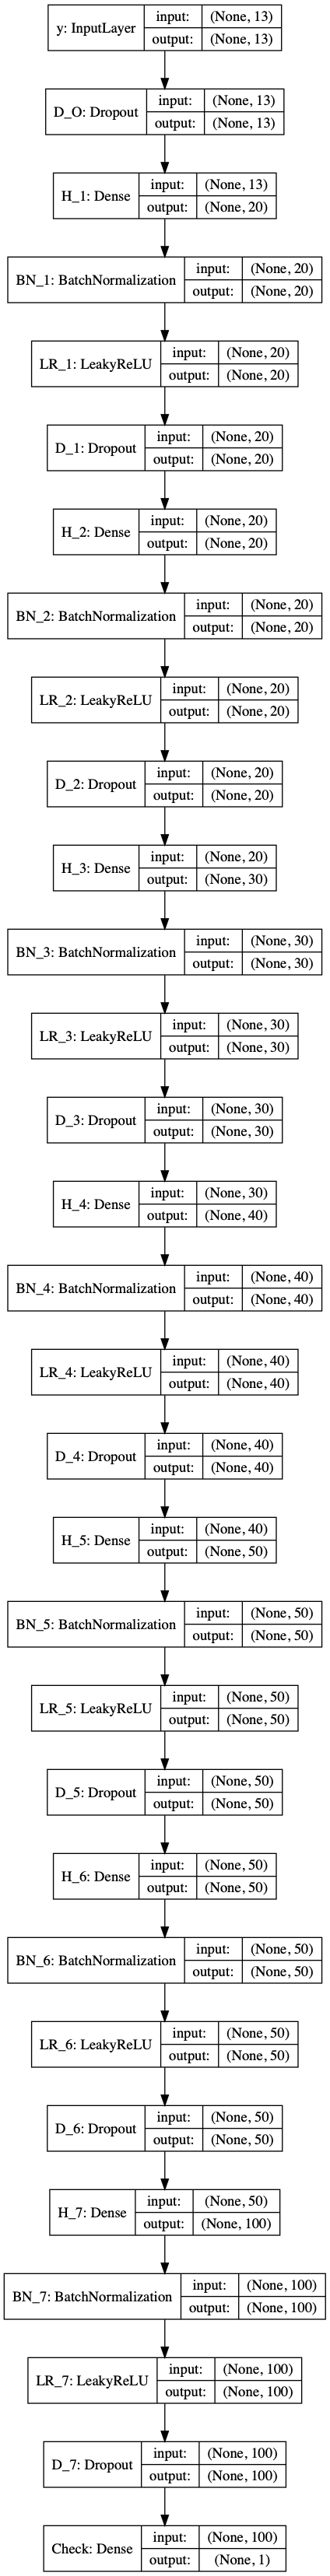 y: InputLayer input: (None, 13)
output: (None, 13)
D_O: Dropout input: (None, 13)
output: (None, 13)
H_1: Dense input: (None, 13)
output: (None, 20)
BN_1: BatchNormalization input: (None, 20)
output: (None, 20)
LR_1: LeakyReLU input: (None, 20)
output: (None, 20)
D_1: Dropout input: (None, 20)
output: (None, 20)
H_2: Dense input: (None, 20)
output: (None, 20)
BN_2: BatchNormalization input: (None, 20)
output: (None, 20)
LR_2: LeakyReLU input: (None, 20)
output: (None, 20)
D_2: Dropout input: (None, 20)
output: (None, 20)
H_3: Dense input: (None, 20)
output: (None, 30)
BN_3: BatchNormalization input: (None, 30)
output: (None, 30)
LR_3: LeakyReLU input: (None, 30)
output: (None, 30)
D_3: Dropout input: (None, 30)
output: (None, 30)
H_4: Dense input: (None, 30)
output: (None, 40)
BN_4: BatchNormalization input: (None, 40)
output: (None, 40)
LR_4: LeakyReLU input: (None, 40)
output: (None, 40)
D_4: Dropout input: (None, 40)
output: (None, 40)
H_5: Dense input: (None, 40)
output: (None, 50)
BN_5: BatchNormalization input: (None, 50)
output: (None, 50)
LR_5: LeakyReLU input: (None, 50)
output: (None, 50)
D_5: Dropout input: (None, 50)
output: (None, 50)
H_6: Dense input: (None, 50)
output: (None, 50)
BN_6: BatchNormalization input: (None, 50)
output: (None, 50)
LR_6: LeakyReLU input: (None, 50)
output: (None, 50)
D_6: Dropout input: (None, 50)
output: (None, 50)
H_7: Dense input: (None, 50)
output: (None, 100)
BN_7: BatchNormalization input: (None, 100)
output: (None, 100)
LR_7: LeakyReLU input: (None, 100)
output: (None, 100)
D_7: Dropout input: (None, 100)
output: (None, 100)
Check: Dense input: (None, 100)
output: (None, 1)